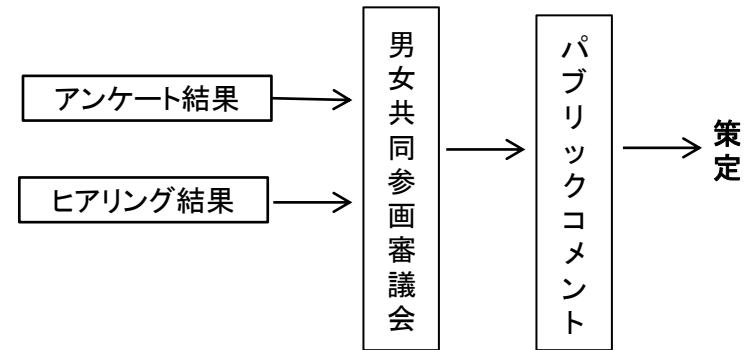 アンケート結果
ヒアリング結果
男女共同参画審議会
パブリックコメント
策定